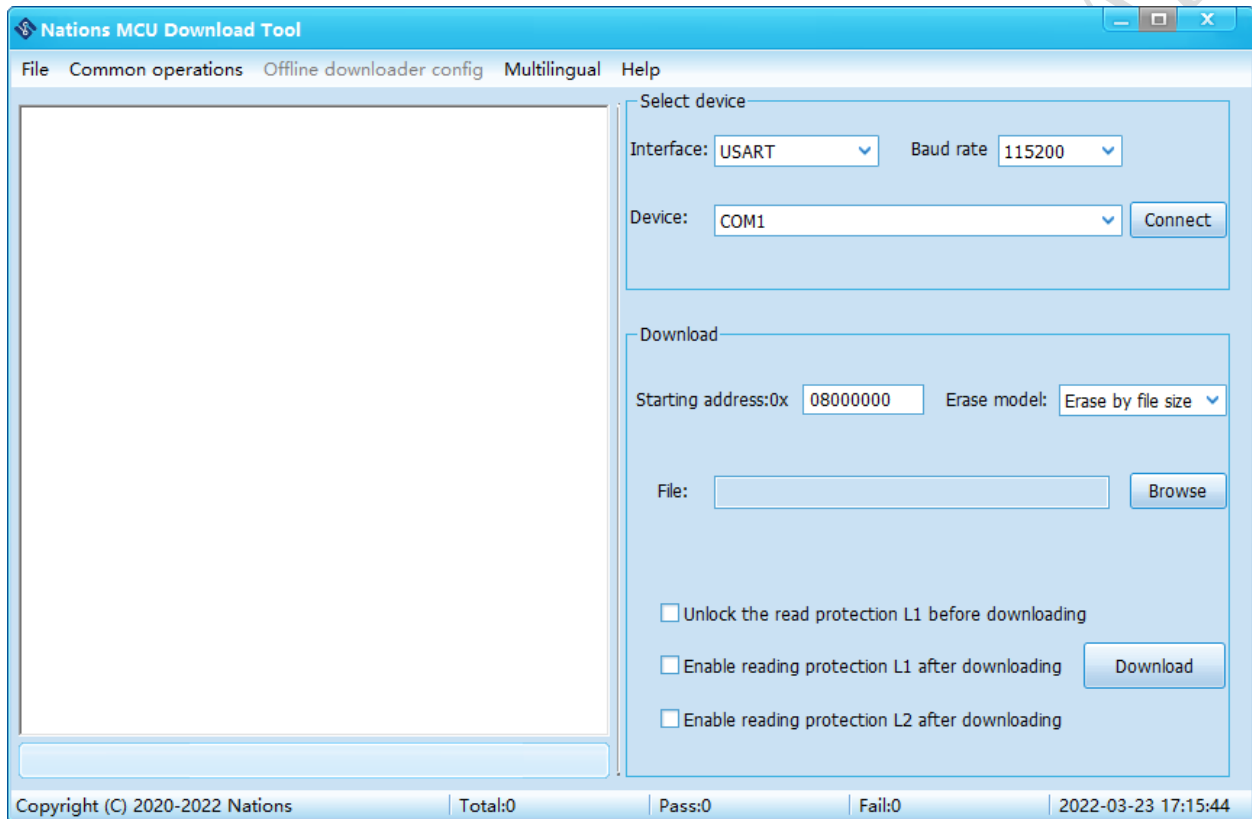 Nations MCU Download Tool
File Common operations Offline downloader config Multilingual Help
Select device
Interface: USART Baud rate 115200
Device: COM1 Connect
Download
Starting address:0x 08000000 Erase model: Erase by file size
File: Browse
Unlock the read protection L1 before downloading
Enable reading protection L1 after downloading Download
Enable reading protection L2 after downloading
Copyright (C) 2020-2022 Nations Total:0 Pass:0 Fail:0 2022-03-23 17:15:44